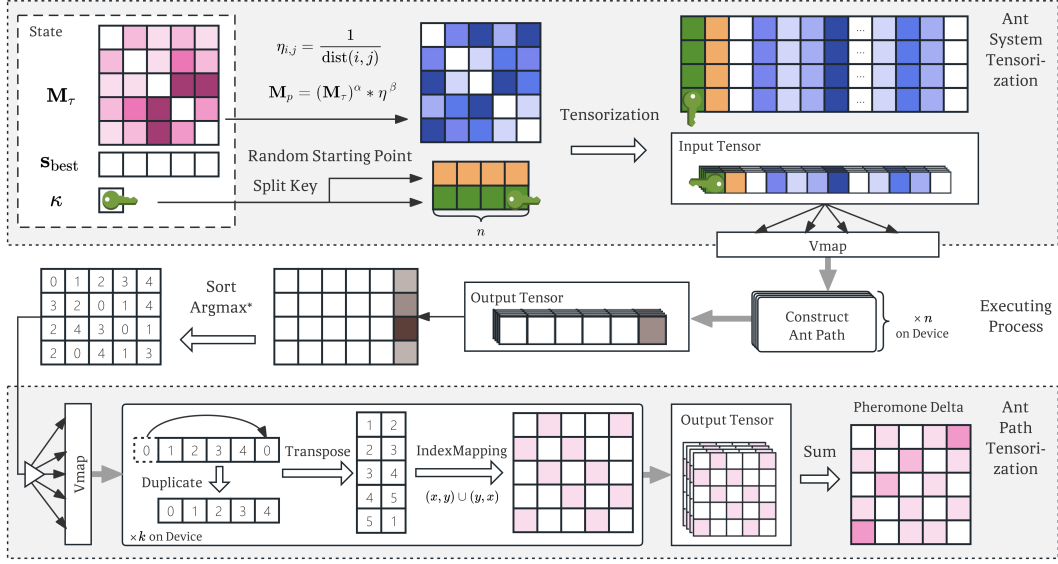 State
M_τ
s_best
κ
η_{i,j} = 1 / dist(i, j)
M_p = (M_τ)^α * η^β
Random Starting Point
Split Key
n
Tensorization
...
...
...
...
Ant
System
Tensori-
zation
Input Tensor
Vmap
Construct
Ant Path
× n
on Device
Executing
Process
Output Tensor
Sort
Argmax*
0 1 2 3 4
3 2 0 1 4
2 4 3 0 1
2 0 4 1 3
Vmap
0 1 2 3 4 0
Duplicate
0 1 2 3 4
×k on Device
Transpose
1 2
2 3
3 4
4 5
5 1
IndexMapping
(x, y) ∪ (y, x)
Output Tensor
Sum
Pheromone Delta
Ant
Path
Tensori-
zation